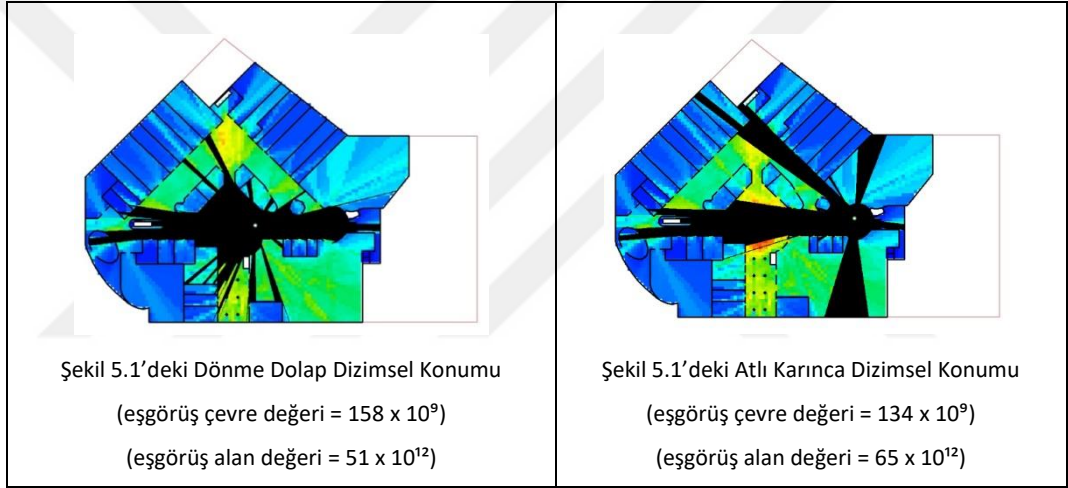 Şekil 5.1’deki Dönme Dolap Dizimsel Konumu
(eşgörüş çevre değeri = 158 x 10⁹)
(eşgörüş alan değeri = 51 x 10¹²)
Şekil 5.1’deki Atlı Karınca Dizimsel Konumu
(eşgörüş çevre değeri = 134 x 10⁹)
(eşgörüş alan değeri = 65 x 10¹²)